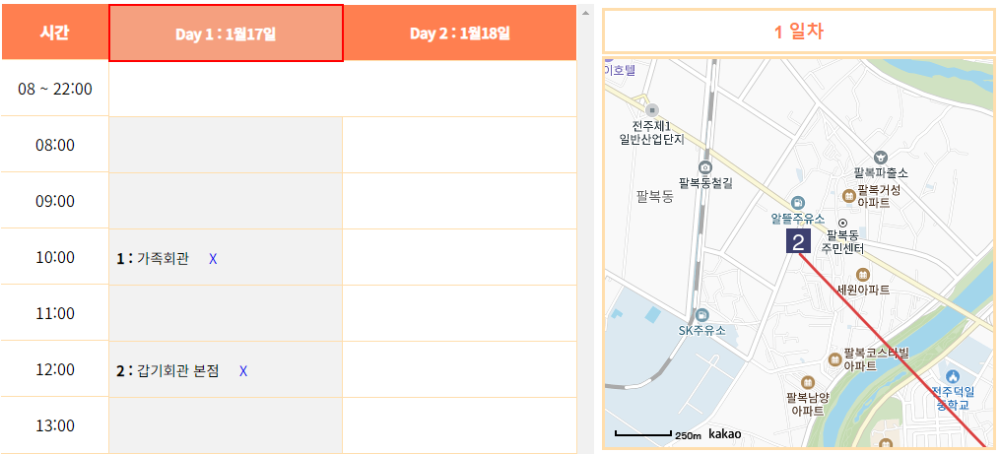 시간 Day 1 : 1월17일 Day 2 : 1월18일
08 ~ 22:00
08:00
09:00
10:00 1 : 가족회관 X
11:00
12:00 2 : 갑기회관 본점 X
13:00
1 일차
이호텔
전주제1
일반산업단지
팔복동철길
팔복동
팔복파출소
팔복거성
아파트
알뜰주유소
2
팔복동
주민센터
세원아파트
SK주유소
팔복코스타빌
아파트
전주덕일
중학교
팔복남양
아파트
250m kakao